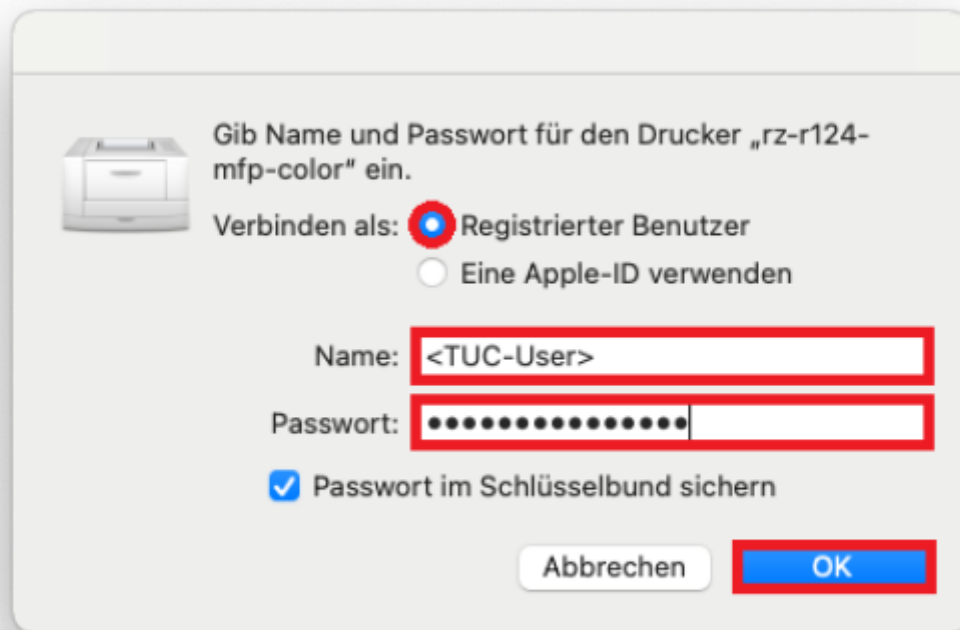 Gib Name und Passwort für den Drucker „rz-r124-
mfp-color“ ein.
Verbinden als: Registrierter Benutzer
Eine Apple-ID verwenden
Name: <TUC-User>
Passwort: •••••••••••••••
Passwort im Schlüsselbund sichern
Abbrechen OK